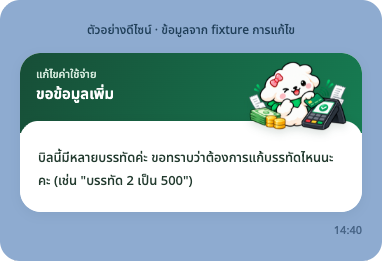 ตัวอย่างดีไซน์ · ข้อมูลจาก fixture การแก้ไข
แก้ไขค่าใช้จ่าย
ขอข้อมูลเพิ่ม
บิลนี้มีหลายบรรทัดค่ะ ขอทราบว่าต้องการแก้บรรทัดไหนนะ
คะ (เช่น "บรรทัด 2 เป็น 500")
14:40